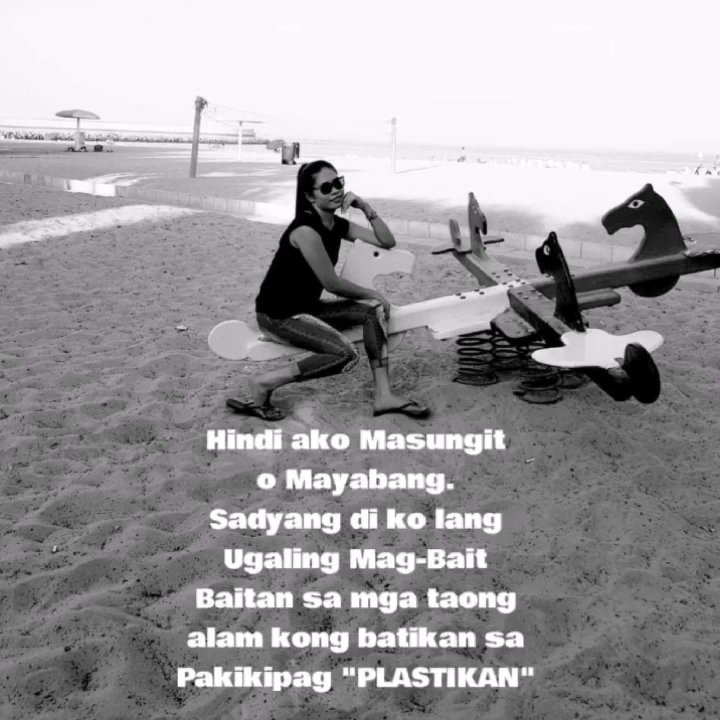 Hindi ako Masungit
o Mayabang.
Sadyang di ko lang
Ugaling Mag-Bait
Baitan sa mga taong
alam kong batikan sa
Pakikipag "PLASTIKAN"